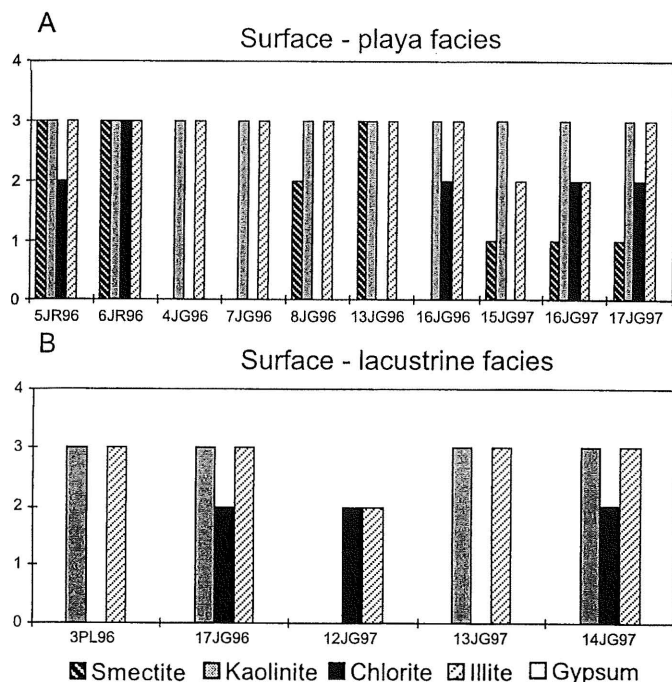 A
Surface - playa facies
4
3
2
1
0
5JR96 6JR96 4JG96 7JG96 8JG96 13JG96 16JG96 15JG97 16JG97 17JG97
B
Surface - lacustrine facies
4
3
2
1
0
3PL96 17JG96 12JG97 13JG97 14JG97
Smectite Kaolinite Chlorite Illite Gypsum